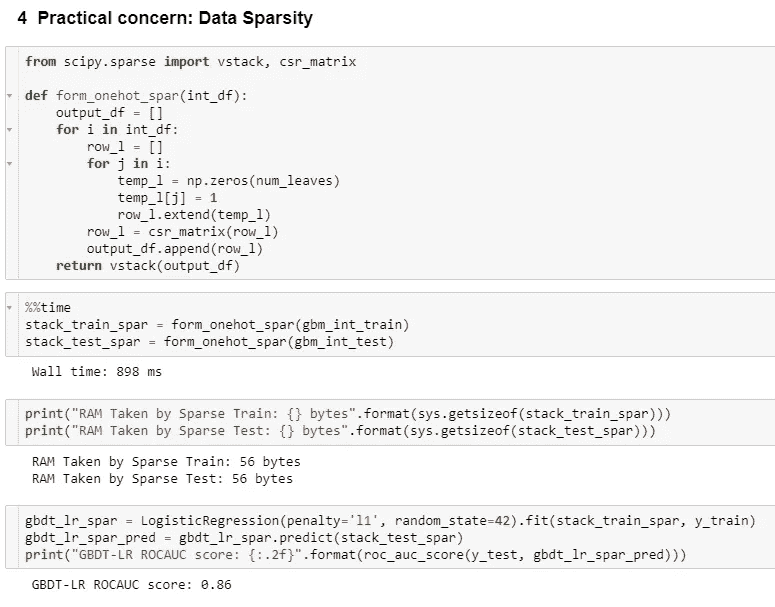 4 Practical concern: Data Sparsity
from scipy.sparse import vstack, csr_matrix
def form_onehot_spar(int_df):
    output_df = []
    for i in int_df:
        row_l = []
        for j in i:
            temp_l = np.zeros(num_leaves)
            temp_l[j] = 1
            row_l.extend(temp_l)
        row_l = csr_matrix(row_l)
        output_df.append(row_l)
    return vstack(output_df)
%%time
stack_train_spar = form_onehot_spar(gbm_int_train)
stack_test_spar = form_onehot_spar(gbm_int_test)
Wall time: 898 ms
print("RAM Taken by Sparse Train: {} bytes".format(sys.getsizeof(stack_train_spar)))
print("RAM Taken by Sparse Test: {} bytes".format(sys.getsizeof(stack_test_spar)))
RAM Taken by Sparse Train: 56 bytes
RAM Taken by Sparse Test: 56 bytes
gbdt_lr_spar = LogisticRegression(penalty='l1', random_state=42).fit(stack_train_spar, y_train)
gbdt_lr_spar_pred = gbdt_lr_spar.predict(stack_test_spar)
print("GBDT-LR ROCAUC score: {:.2f}".format(roc_auc_score(y_test, gbdt_lr_spar_pred)))
GBDT-LR ROCAUC score: 0.86